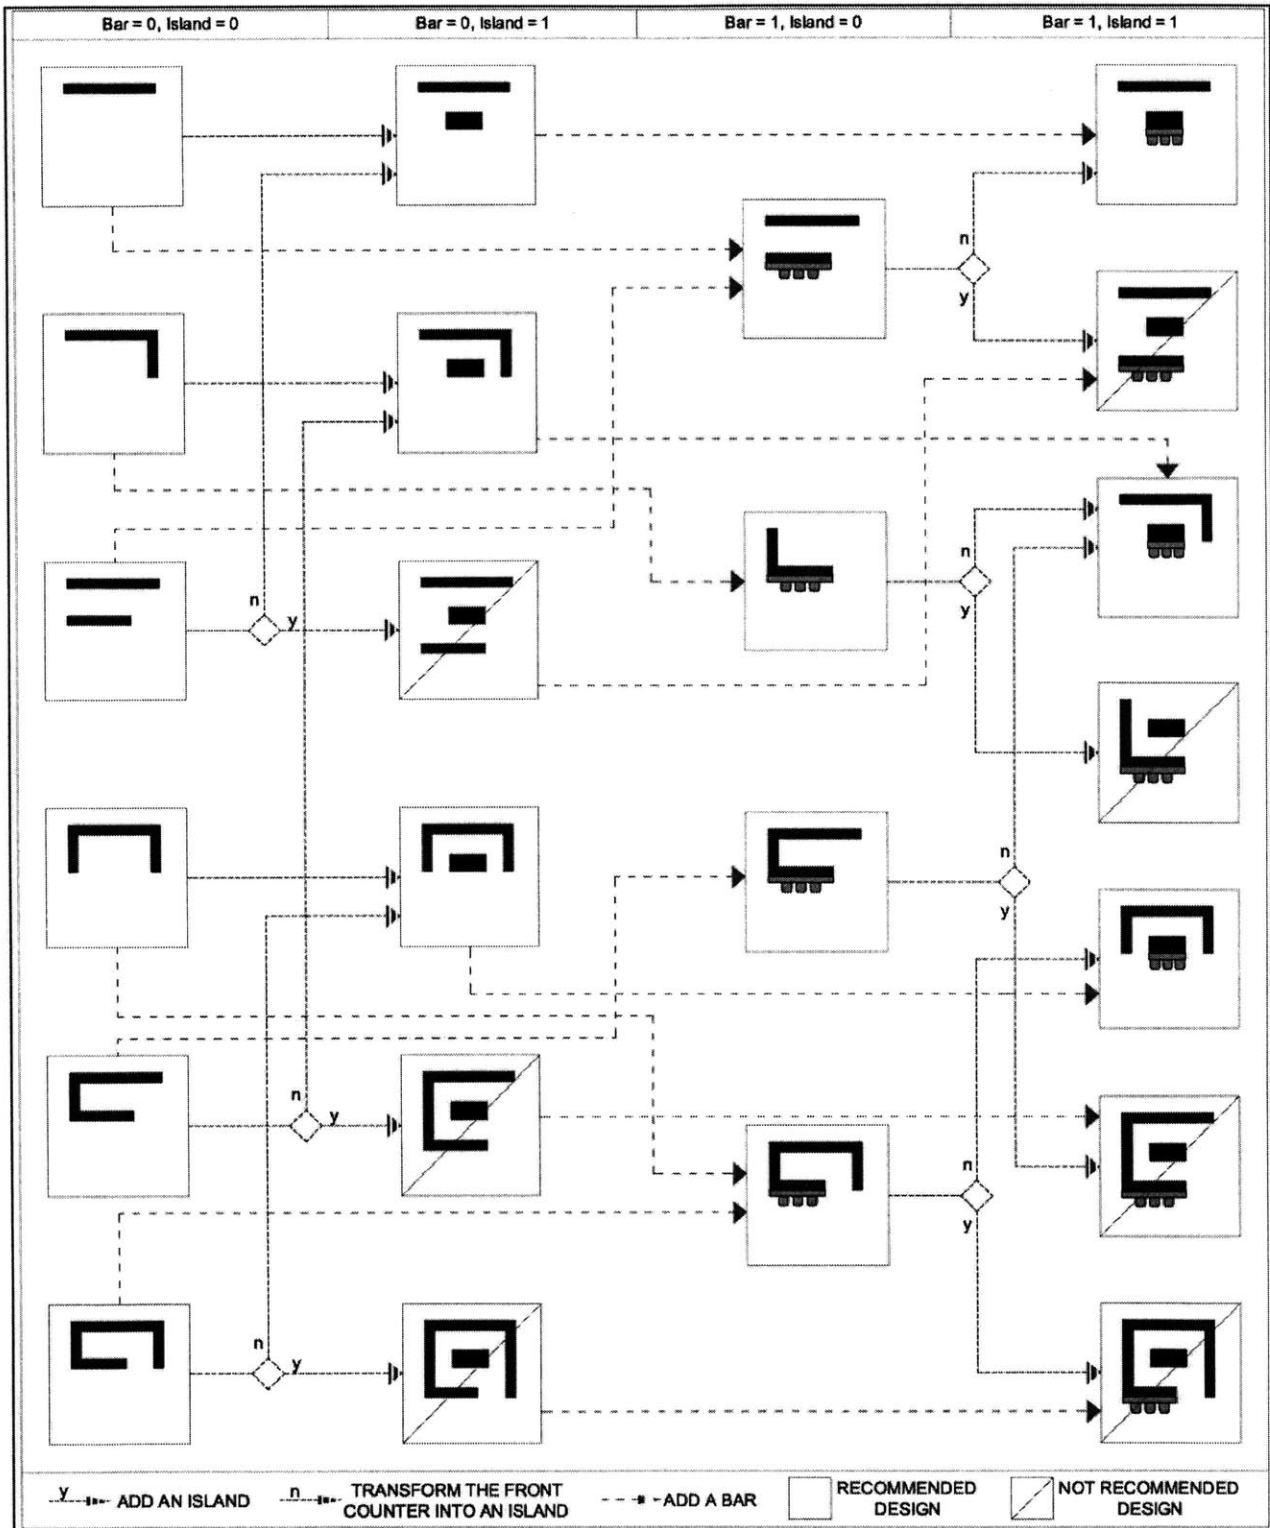 Bar = 0, Island = 0
Bar = 0, Island = 1
Bar = 1, Island = 0
Bar = 1, Island = 1
n
y
n
y
n
y
n
y
n
y
n
y
n
y
y
ADD AN ISLAND
n
TRANSFORM THE FRONT
COUNTER INTO AN ISLAND
ADD A BAR
RECOMMENDED
DESIGN
NOT RECOMMENDED
DESIGN